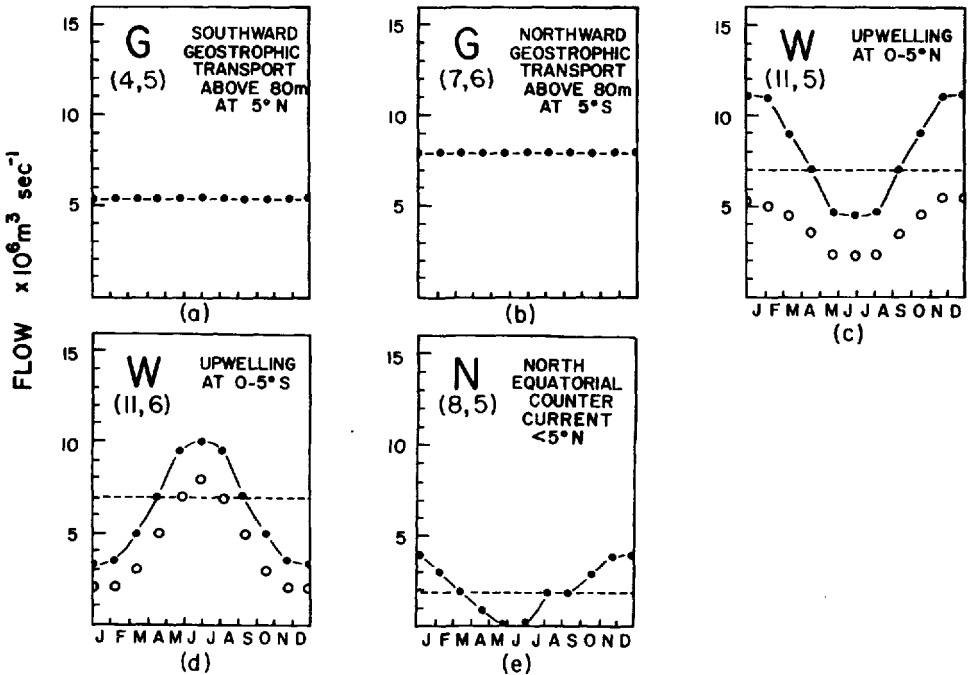 15
10
5
G
(4,5)
SOUTHWARD
GEOSTROPHIC
TRANSPORT
ABOVE 80m
AT 5° N
(a)
15
10
5
G
(7,6)
NORTHWARD
GEOSTROPHIC
TRANSPORT
ABOVE 80m
AT 5° S
(b)
15
10
5
W
(11,5)
UPWELLING
AT 0-5°N
J F M A M J J A S O N D
(c)
FLOW x10⁶m³ sec⁻¹
15
10
5
W
(11,6)
UPWELLING
AT 0-5°S
J F M A M J J A S O N D
(d)
15
10
5
N
(8,5)
NORTH
EQUATORIAL
COUNTER
CURRENT
<5°N
J F M A M J J A S O N D
(e)